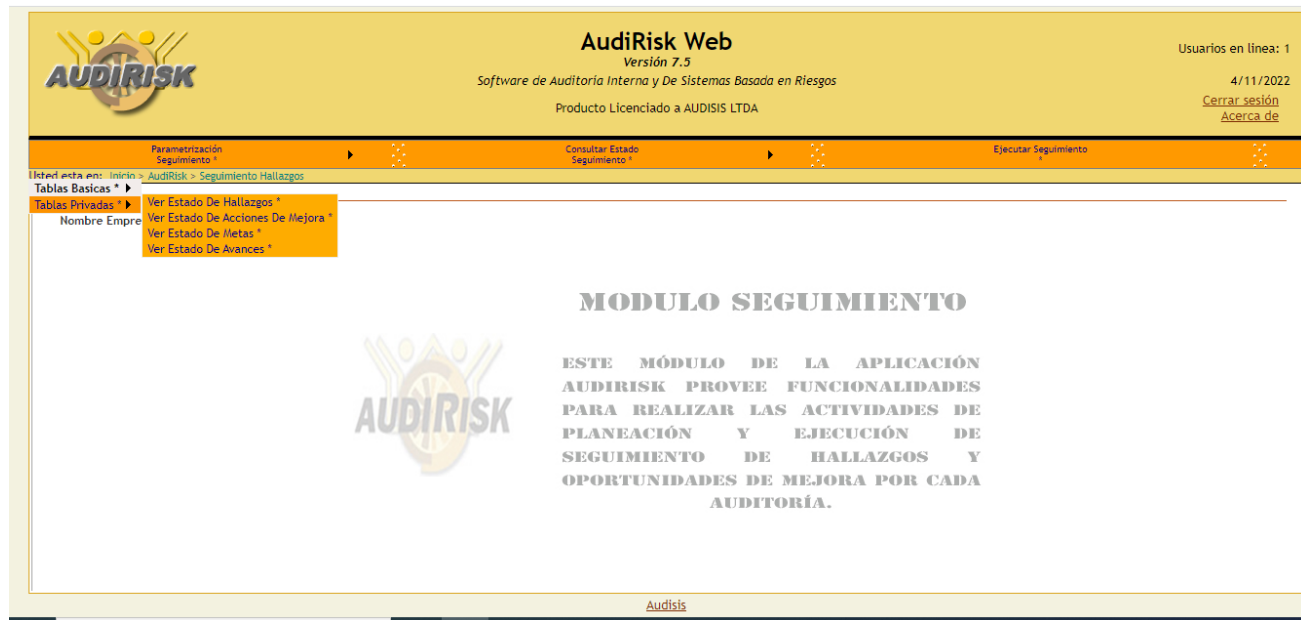 AUDIRISK
AudiRisk Web
Versión 7.5
Software de Auditoria Interna y De Sistemas Basada en Riesgos
Producto Licenciado a AUDISIS LTDA
Usuarios en linea: 1
4/11/2022
Cerrar sesión
Acerca de
Parametrización
Seguimiento *
Consultar Estado
Seguimiento *
Ejecutar Seguimiento
*
Usted esta en: Inicio > AudiRisk > Seguimiento Hallazgos
Tablas Basicas *
Tablas Privadas *
Ver Estado De Hallazgos *
Ver Estado De Acciones De Mejora *
Ver Estado De Metas *
Ver Estado De Avances *
Nombre Empre
MODULO SEGUIMIENTO
AUDIRISK
ESTE MÓDULO DE LA APLICACIÓN
AUDIRISK PROVEE FUNCIONALIDADES
PARA REALIZAR LAS ACTIVIDADES DE
PLANEACIÓN Y EJECUCIÓN DE
SEGUIMIENTO DE HALLAZGOS Y
OPORTUNIDADES DE MEJORA POR CADA
AUDITORÍA.
Audisis